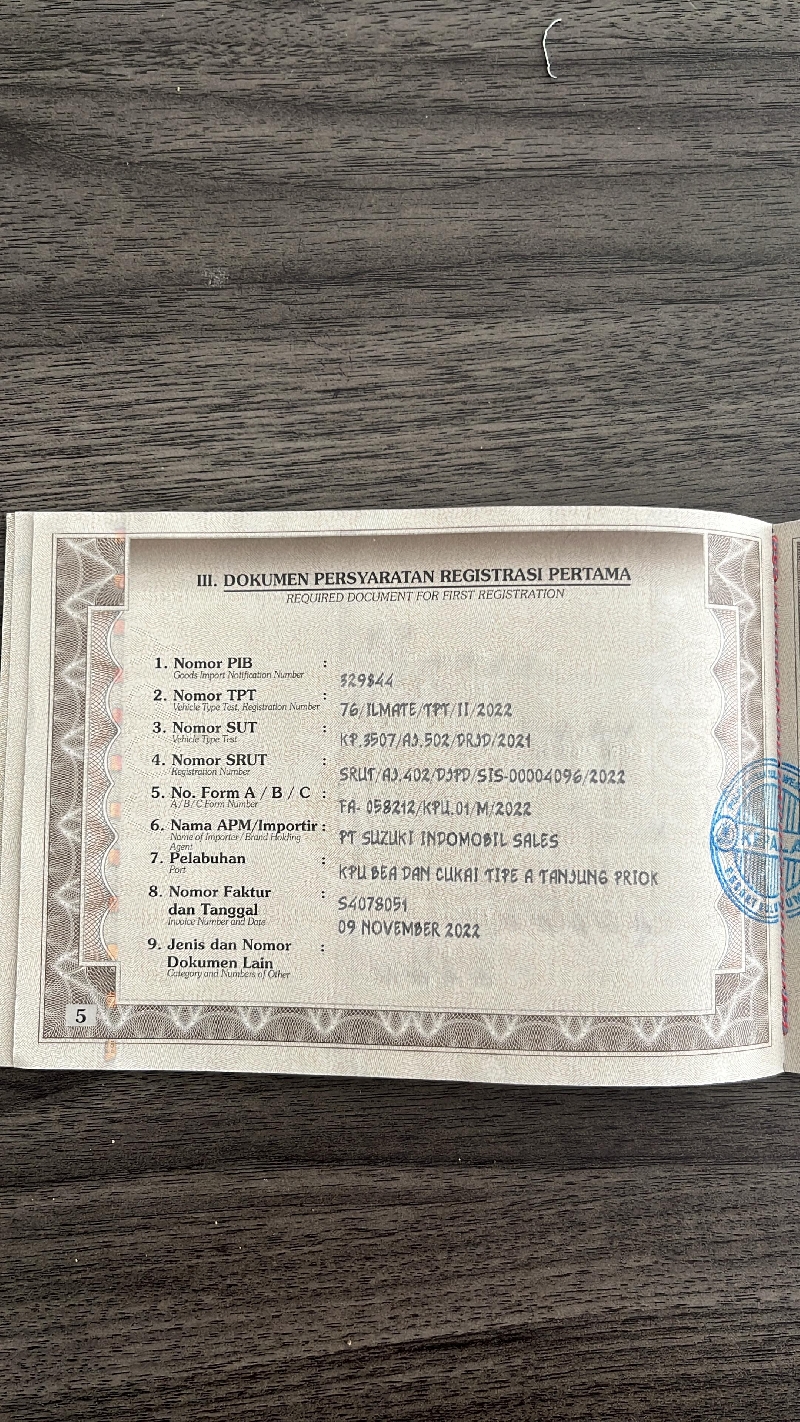 III. DOKUMEN PERSYARATAN REGISTRASI PERTAMA
REQUIRED DOCUMENT FOR FIRST REGISTRATION
1. Nomor PIB :
Goods Import Notification Number
329844
2. Nomor TPT :
Vehicle Type Test, Registration Number
76/ILMATE/TPT/II/2022
3. Nomor SUT :
Vehicle Type Test
KP.3507/AJ.502/DRJD/2021
4. Nomor SRUT :
Registration Number
SRUT/AJ.402/DJPD/SIS-00004096/2022
5. No. Form A / B / C :
A / B / C Form Number
FA- 058212/KPU.01/M/2022
6. Nama APM/Importir :
Name of Importer / Brand Holding
Agent
PT SUZUKI INDOMOBIL SALES
7. Pelabuhan :
Port
KPU BEA DAN CUKAI TIPE A TANJUNG PRIOK
8. Nomor Faktur :
dan Tanggal
Invoice Number and Date
S4078051
09 NOVEMBER 2022
9. Jenis dan Nomor :
Dokumen Lain
Category and Numbers of Other
5
KEPALA